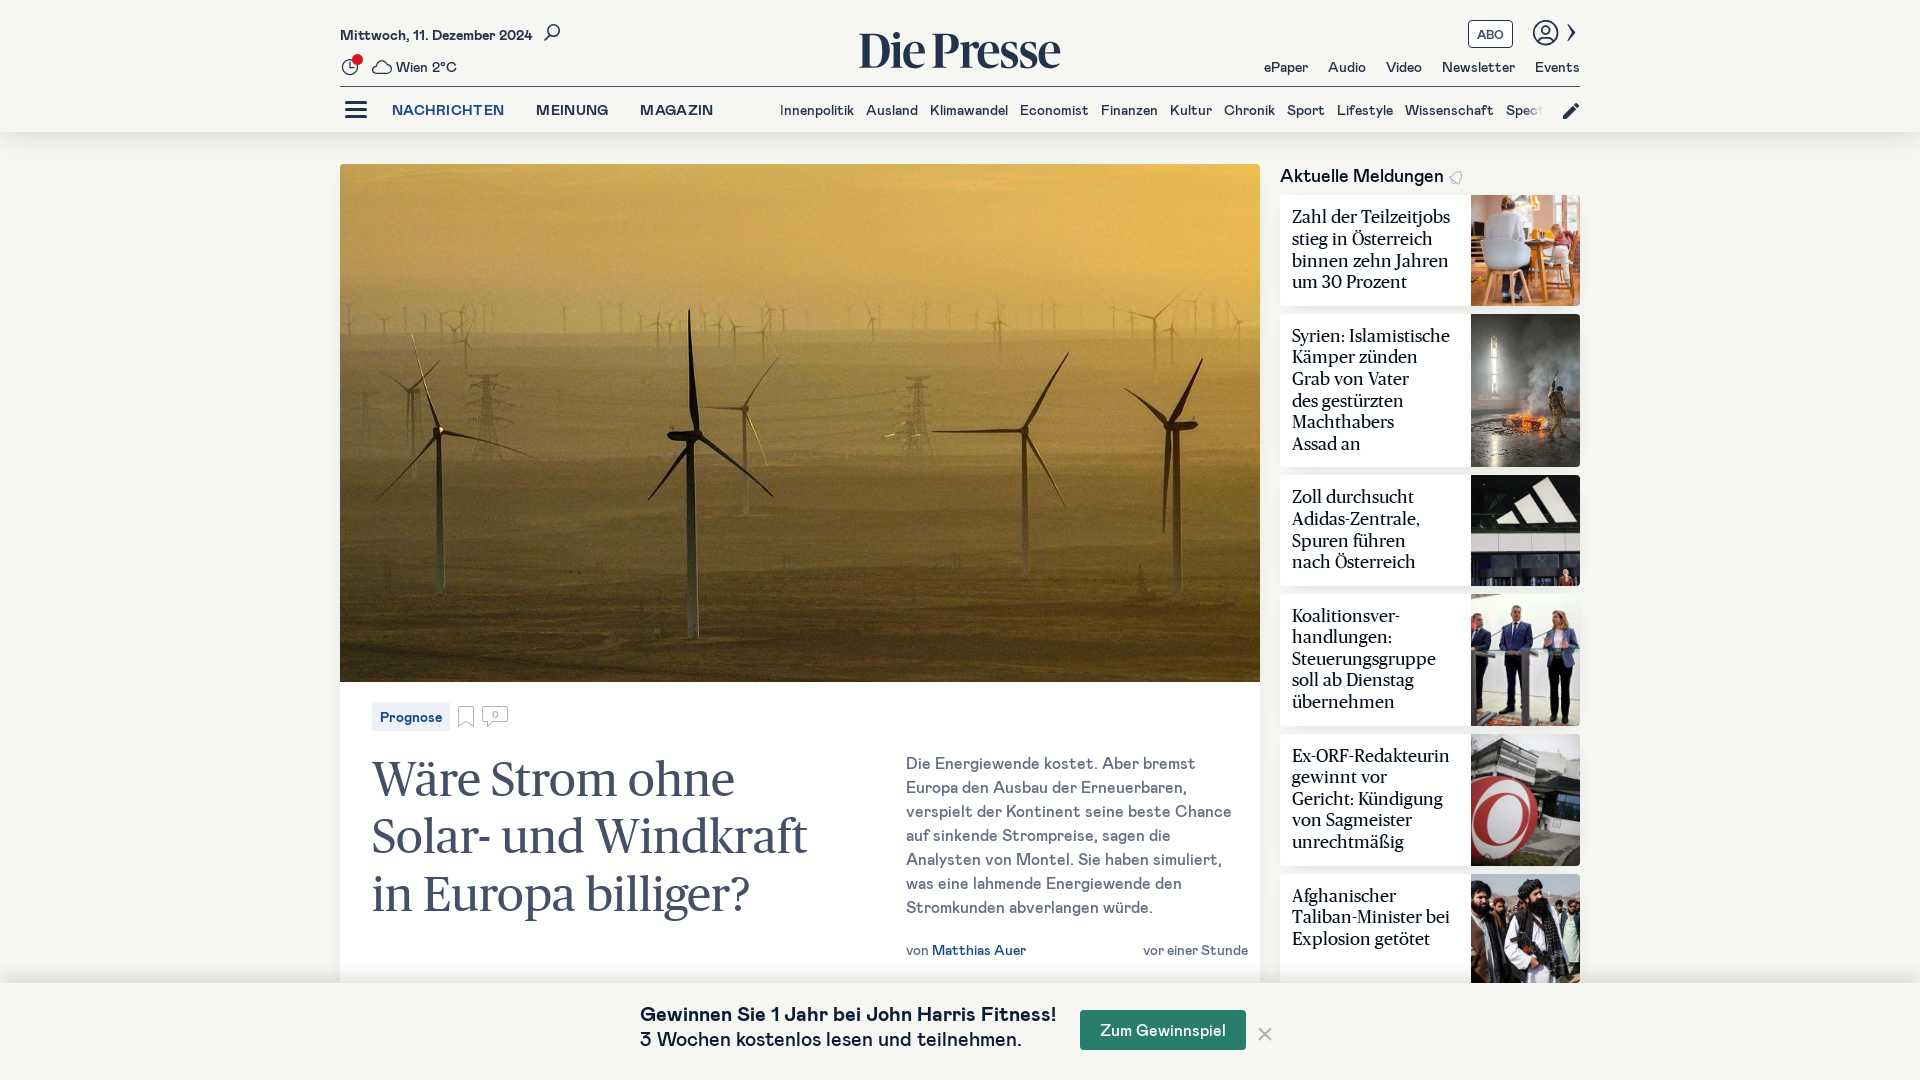 Mittwoch, 11. Dezember 2024
Wien 2°C
Die Presse
ABO
ePaper Audio Video Newsletter Events
NACHRICHTEN MEINUNG MAGAZIN
Innenpolitik Ausland Klimawandel Economist Finanzen Kultur Chronik Sport Lifestyle Wissenschaft Spect
Prognose
0
Wäre Strom ohne
Solar- und Windkraft
in Europa billiger?
Die Energiewende kostet. Aber bremst
Europa den Ausbau der Erneuerbaren,
verspielt der Kontinent seine beste Chance
auf sinkende Strompreise, sagen die
Analysten von Montel. Sie haben simuliert,
was eine lahmende Energiewende den
Stromkunden abverlangen würde.
von Matthias Auer
vor einer Stunde
Aktuelle Meldungen
Zahl der Teilzeitjobs
stieg in Österreich
binnen zehn Jahren
um 30 Prozent
Syrien: Islamistische
Kämper zünden
Grab von Vater
des gestürzten
Machthabers
Assad an
Zoll durchsucht
Adidas-Zentrale,
Spuren führen
nach Österreich
Koalitionsver-
handlungen:
Steuerungsgruppe
soll ab Dienstag
übernehmen
Ex-ORF-Redakteurin
gewinnt vor
Gericht: Kündigung
von Sagmeister
unrechtmäßig
Afghanischer
Taliban-Minister bei
Explosion getötet
Gewinnen Sie 1 Jahr bei John Harris Fitness!
3 Wochen kostenlos lesen und teilnehmen.
Zum Gewinnspiel